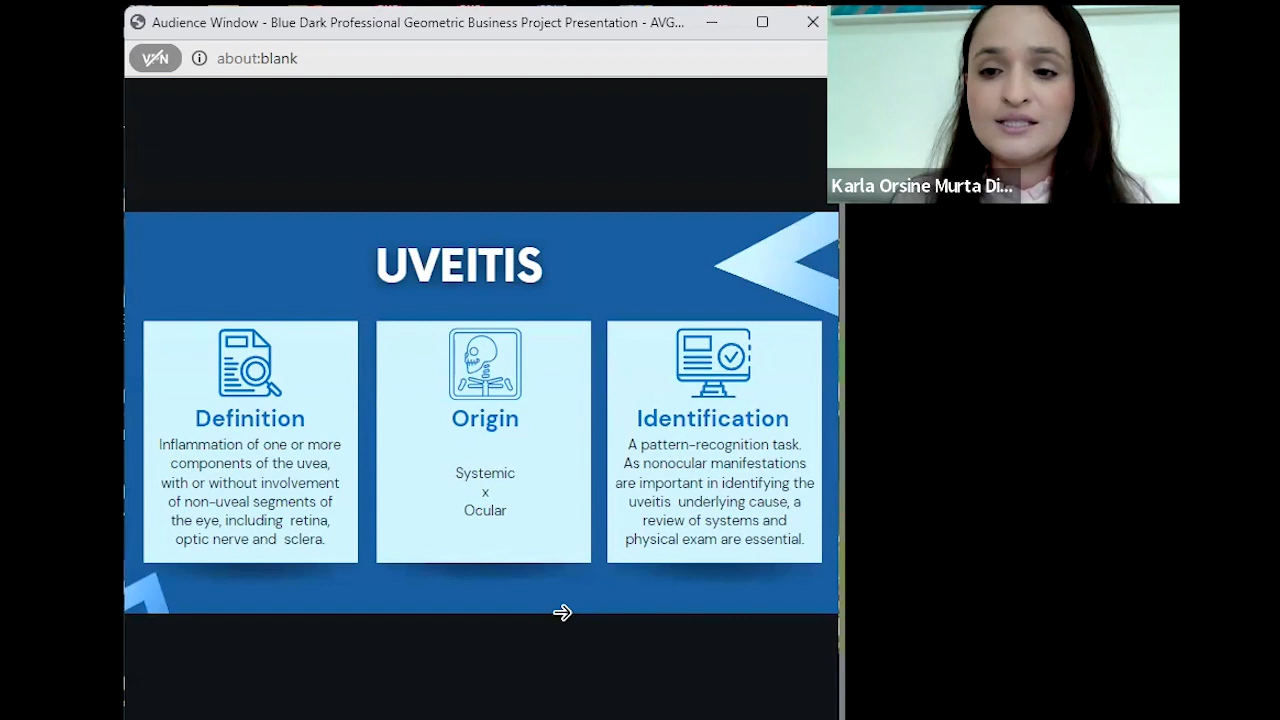 Audience Window - Blue Dark Professional Geometric Business Project Presentation - AVG...
VPN
about:blank
Karla Orsine Murta Di...
UVEITIS
Definition
Inflammation of one or more
components of the uvea,
with or without involvement
of non-uveal segments of
the eye, including retina,
optic nerve and sclera.
Origin
Systemic
x
Ocular
Identification
A pattern-recognition task.
As nonocular manifestations
are important in identifying the
uveitis underlying cause, a
review of systems and
physical exam are essential.